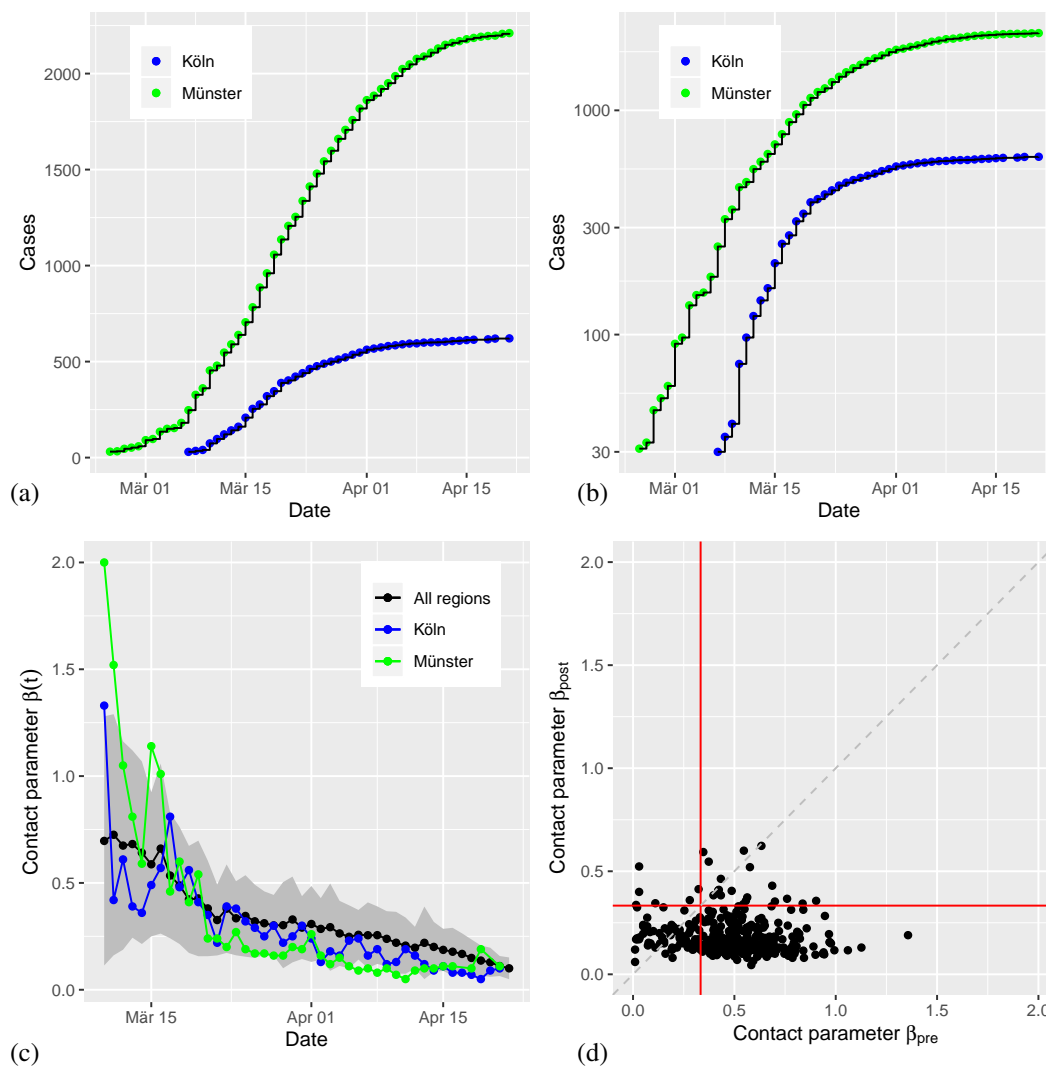 Köln
Münster
Cases
2000
1500
1000
500
0
Mär 01
Mär 15
Apr 01
Apr 15
Date
(a)
Köln
Münster
Cases
1000
300
100
30
Mär 01
Mär 15
Apr 01
Apr 15
Date
(b)
All regions
Köln
Münster
Contact parameter β(t)
2.0
1.5
1.0
0.5
0.0
Mär 15
Apr 01
Apr 15
Date
(c)
Contact parameter βpost
2.0
1.5
1.0
0.5
0.0
0.0
0.5
1.0
1.5
2.0
Contact parameter βpre
(d)